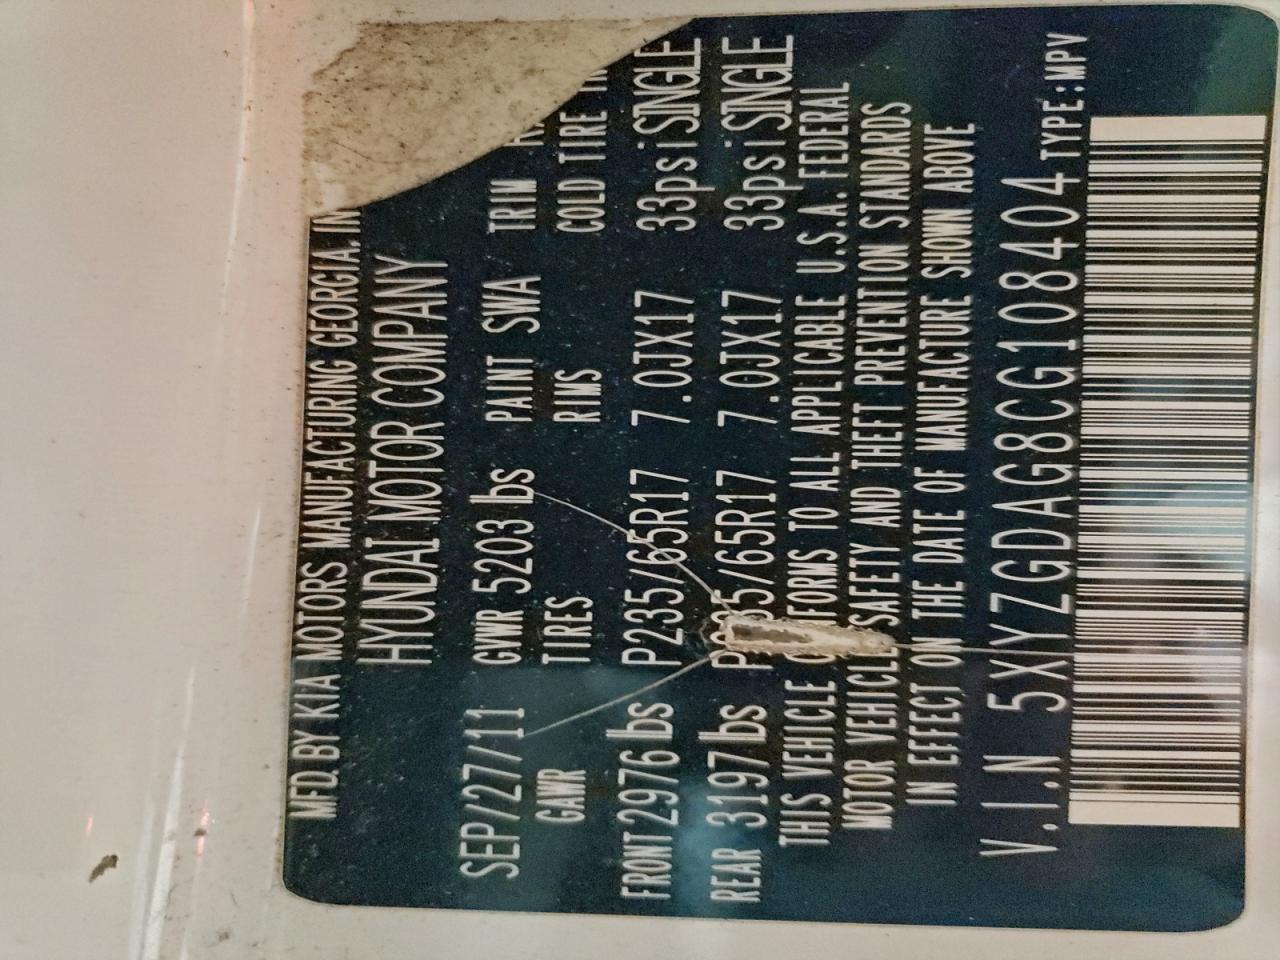 MFD BY KIA MOTORS MANUFACTURING GEORGIA, IN
HYUNDAI MOTOR COMPANY
SEP/27/11 GVWR 5203 lbs PAINT SWA TRIM
GAWR TIRES RIMS COLD TIRE
FRONT 2976 lbs P235/65R17 7.0JX17 33psi SINGLE
REAR 3197 lbs 7.0JX17 33psi SINGLE
THIS VEHICLE TO ALL APPLICABLE U.S.A. FEDERAL
MOTOR VEHICLE SAFETY AND THEFT PREVENTION STANDARDS
IN EFFECT ON THE DATE OF MANUFACTURE SHOWN ABOVE
V.I.N 5XYZGDAG8CG108404 TYPE:MPV